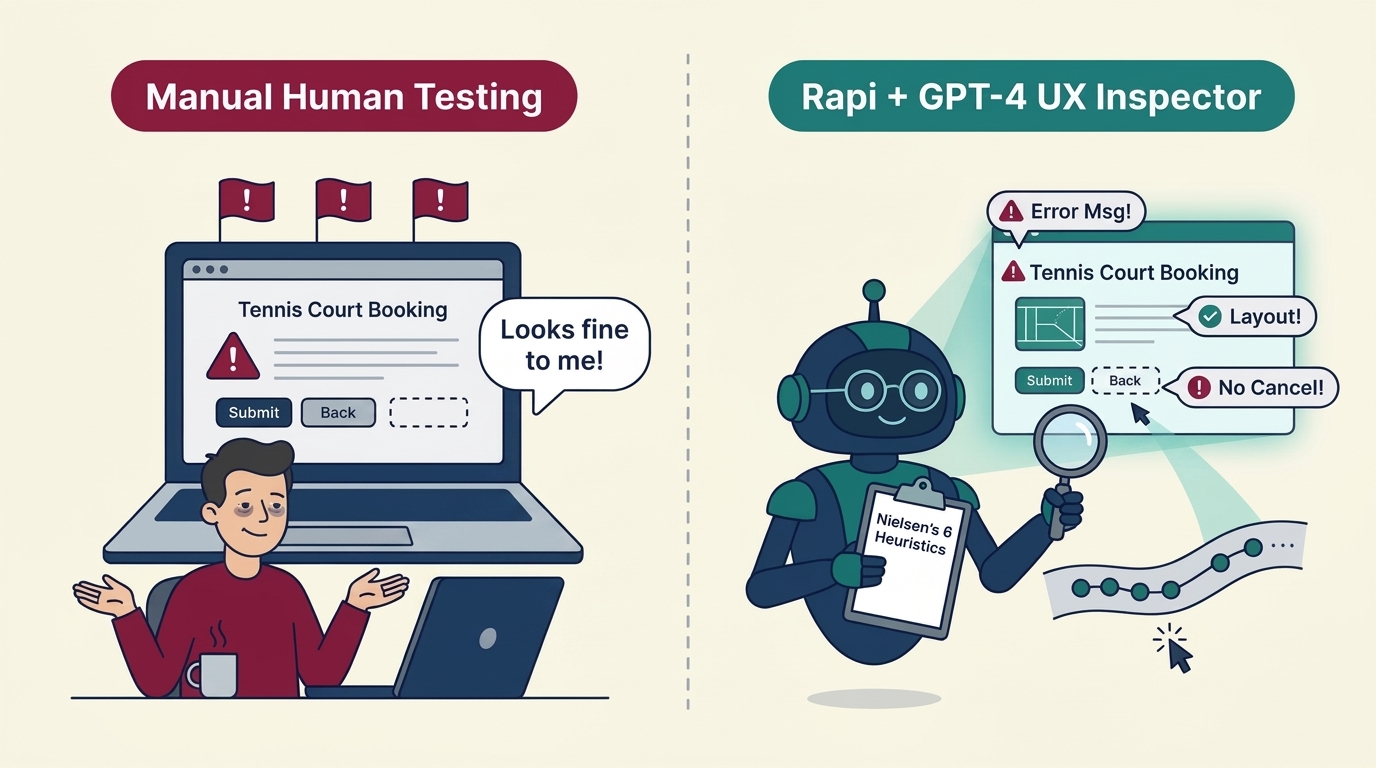 Manual Human Testing
!
!
!
Tennis Court Booking
!
Submit
Back
Looks fine
to me!
Rapi + GPT-4 UX Inspector
! Error Msg!
! Tennis Court Booking
Layout!
Submit
Back
! No Cancel!
Nielsen's 6
Heuristics